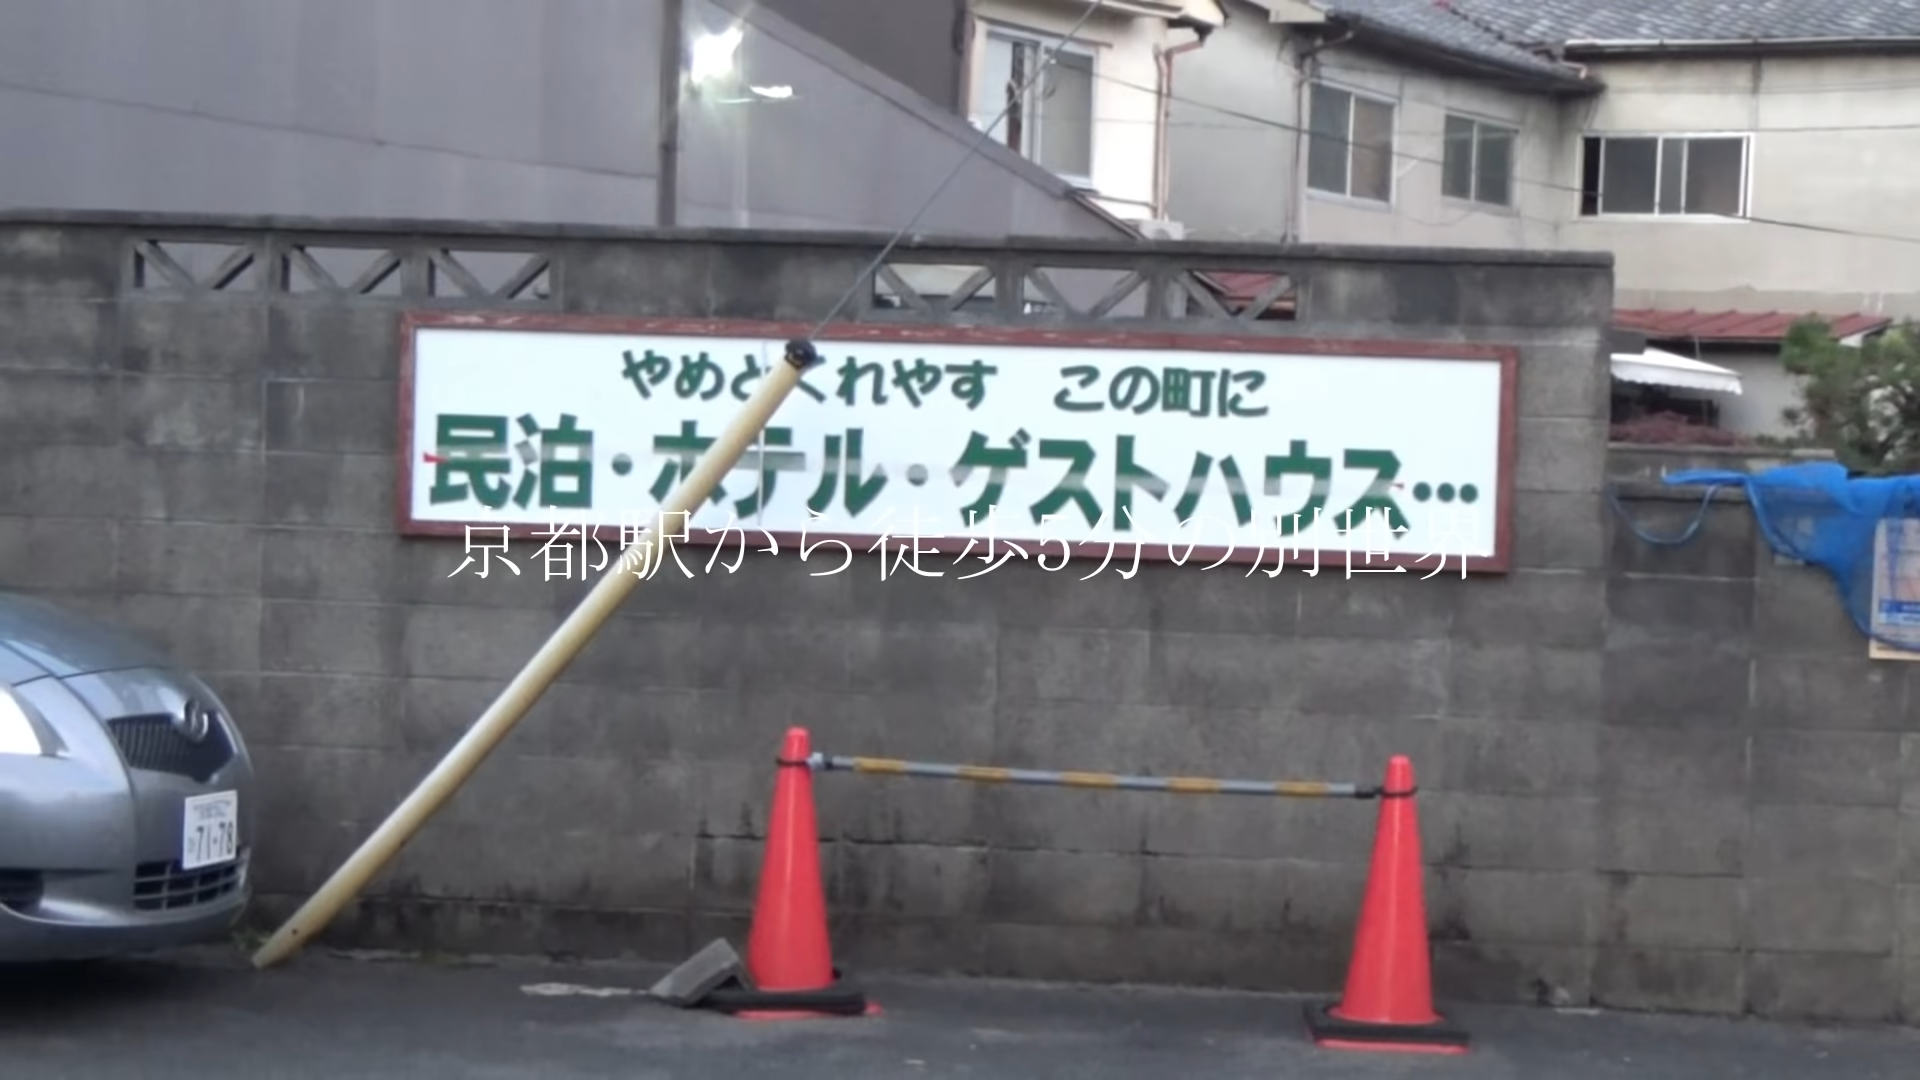 やめとくれやす この町に
民泊・ホテル・ゲストハウス…
京都駅から徒歩5分の別世界
71-78